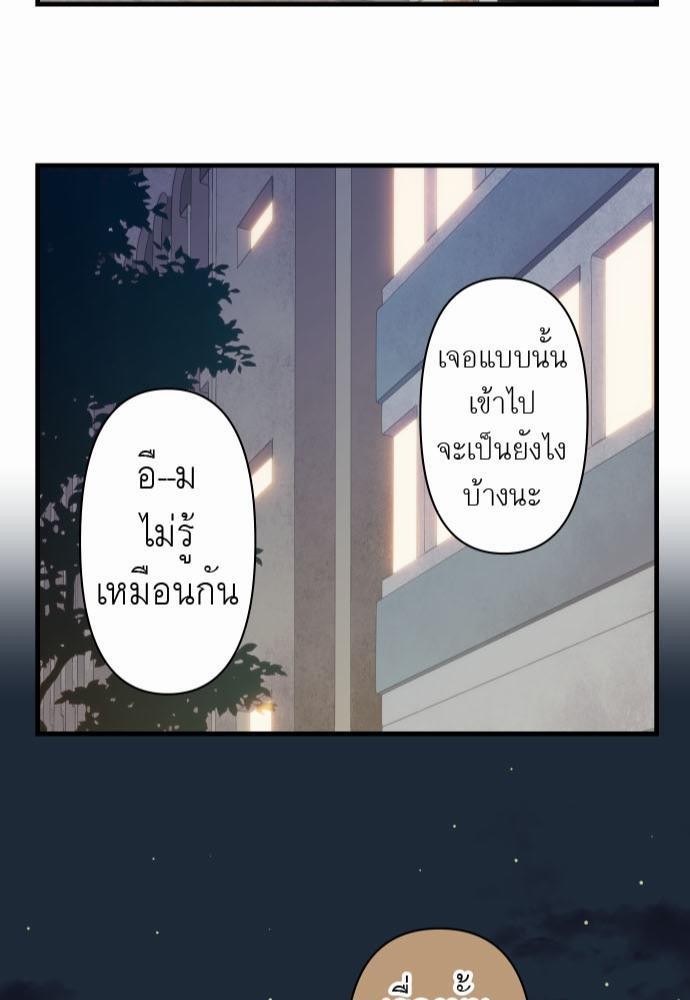 เจอแบบนั้น
เข้าไป
จะเป็นยังไง
บ้างนะ
อื--ม
ไม่รู้
เหมือนกัน